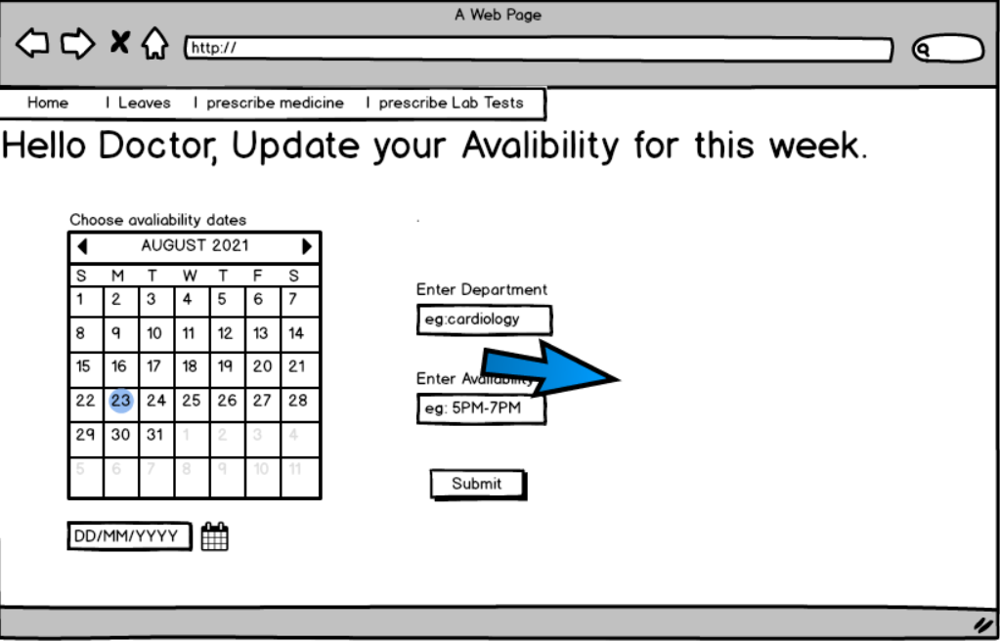 A Web Page
http://
Home | Leaves | prescribe medicine | prescribe Lab Tests
Hello Doctor, Update your Avalibility for this week.
Choose avaliability dates
AUGUST 2021
S M T W T F S
1 2 3 4 5 6 7
8 9 10 11 12 13 14
15 16 17 18 19 20 21
22 23 24 25 26 27 28
29 30 31 1 2 3 4
5 6 7 8 9 10 11
DD/MM/YYYY
Enter Department
eg:cardiology
Enter Availability
eg: 5PM-7PM
Submit